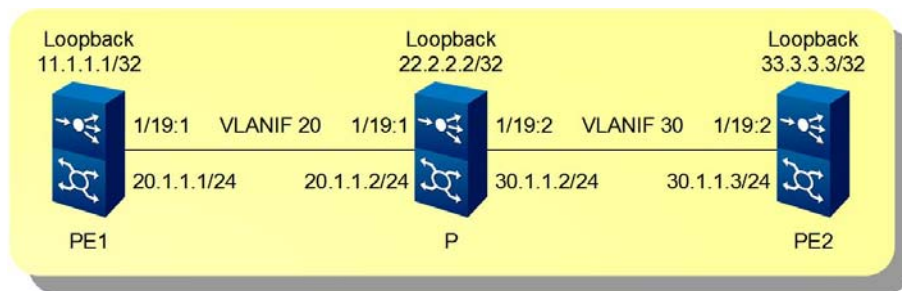 Loopback Loopback Loopback
11.1.1.1/32 22.2.2.2/32 33.3.3.3/32
1/19:1 VLANIF 20 1/19:1 1/19:2 VLANIF 30 1/19:2
20.1.1.1/24 20.1.1.2/24 30.1.1.2/24 30.1.1.3/24
PE1 P PE2